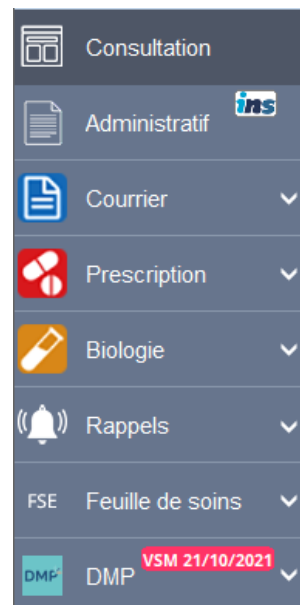 Consultation
ins
Administratif
Courrier
Prescription
Biologie
Rappels
FSE Feuille de soins
VSM 21/10/2021
DMP DMP